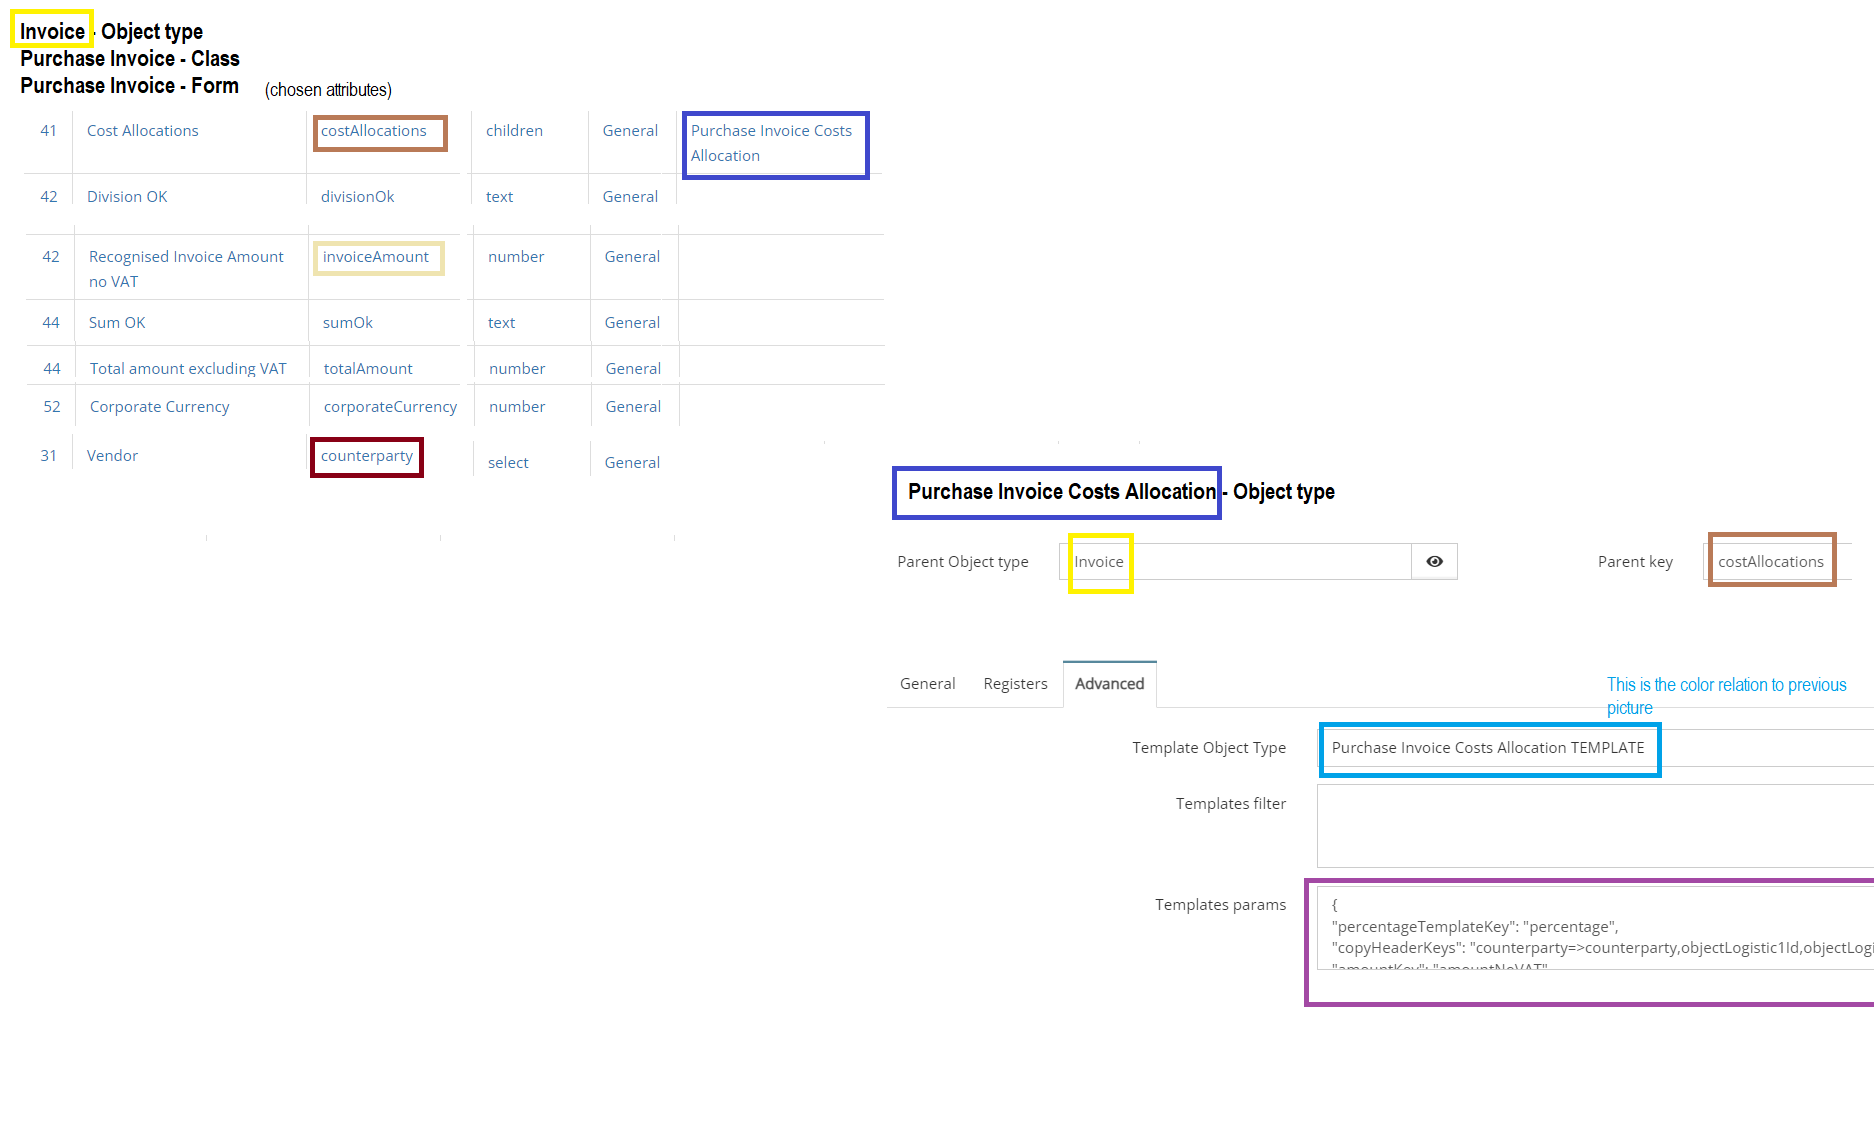 Invoice - Object type
Purchase Invoice - Class
Purchase Invoice - Form (chosen attributes)
41 Cost Allocations costAllocations children General Purchase Invoice Costs
Allocation
42 Division OK divisionOk text General
42 Recognised Invoice Amount invoiceAmount number General
no VAT
44 Sum OK sumOk text General
44 Total amount excluding VAT totalAmount number General
52 Corporate Currency corporateCurrency number General
31 Vendor counterparty select General
Purchase Invoice Costs Allocation - Object type
Parent Object type Invoice Parent key costAllocations
General Registers Advanced
This is the color relation to previous
picture
Template Object Type Purchase Invoice Costs Allocation TEMPLATE
Templates filter
Templates params
{
"percentageTemplateKey": "percentage",
"copyHeaderKeys": "counterparty=>counterparty,objectLogistic1Id,objectLogi
"amountKey": "amountNoVAT"